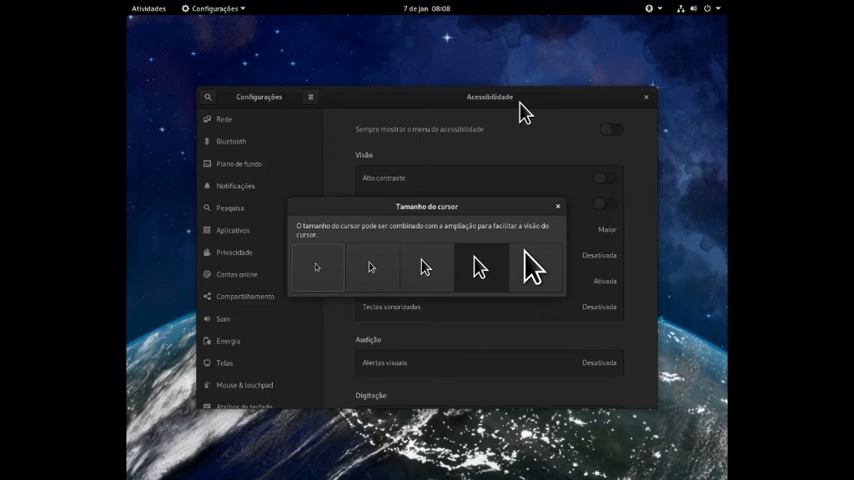 Atividades
Configurações
7 de jan 08:08
Configurações
Acessibilidade
Rede
Bluetooth
Plano de fundo
Notificações
Pesquisa
Aplicativos
Privacidade
Contas online
Compartilhamento
Som
Energia
Telas
Mouse & touchpad
Atalhos de teclado
Sempre mostrar o menu de acessibilidade
Visão
Alto contraste
Maior
Desativada
Ativada
Tamanho do cursor
O tamanho do cursor pode ser combinado com a ampliação para facilitar a visão do
cursor.
Teclas sonorizadas
Desativada
Audição
Alertas visuais
Desativada
Digitação